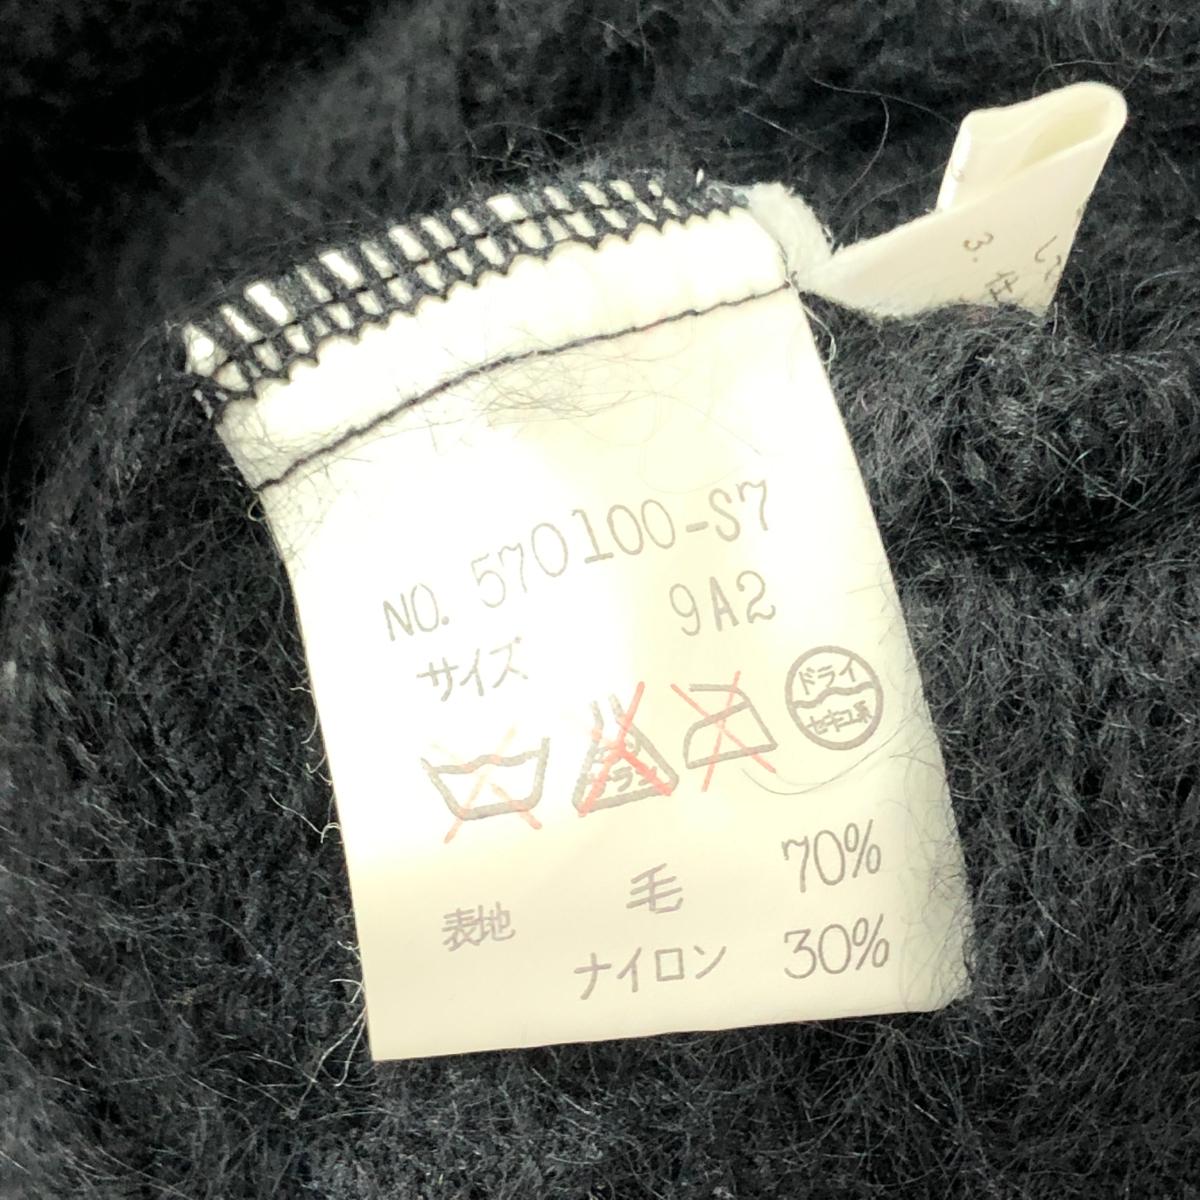 NO. 570100-S7
サイズ 9A2
ドライ
セキユ系
表地 毛 70%
ナイロン 30%
3.